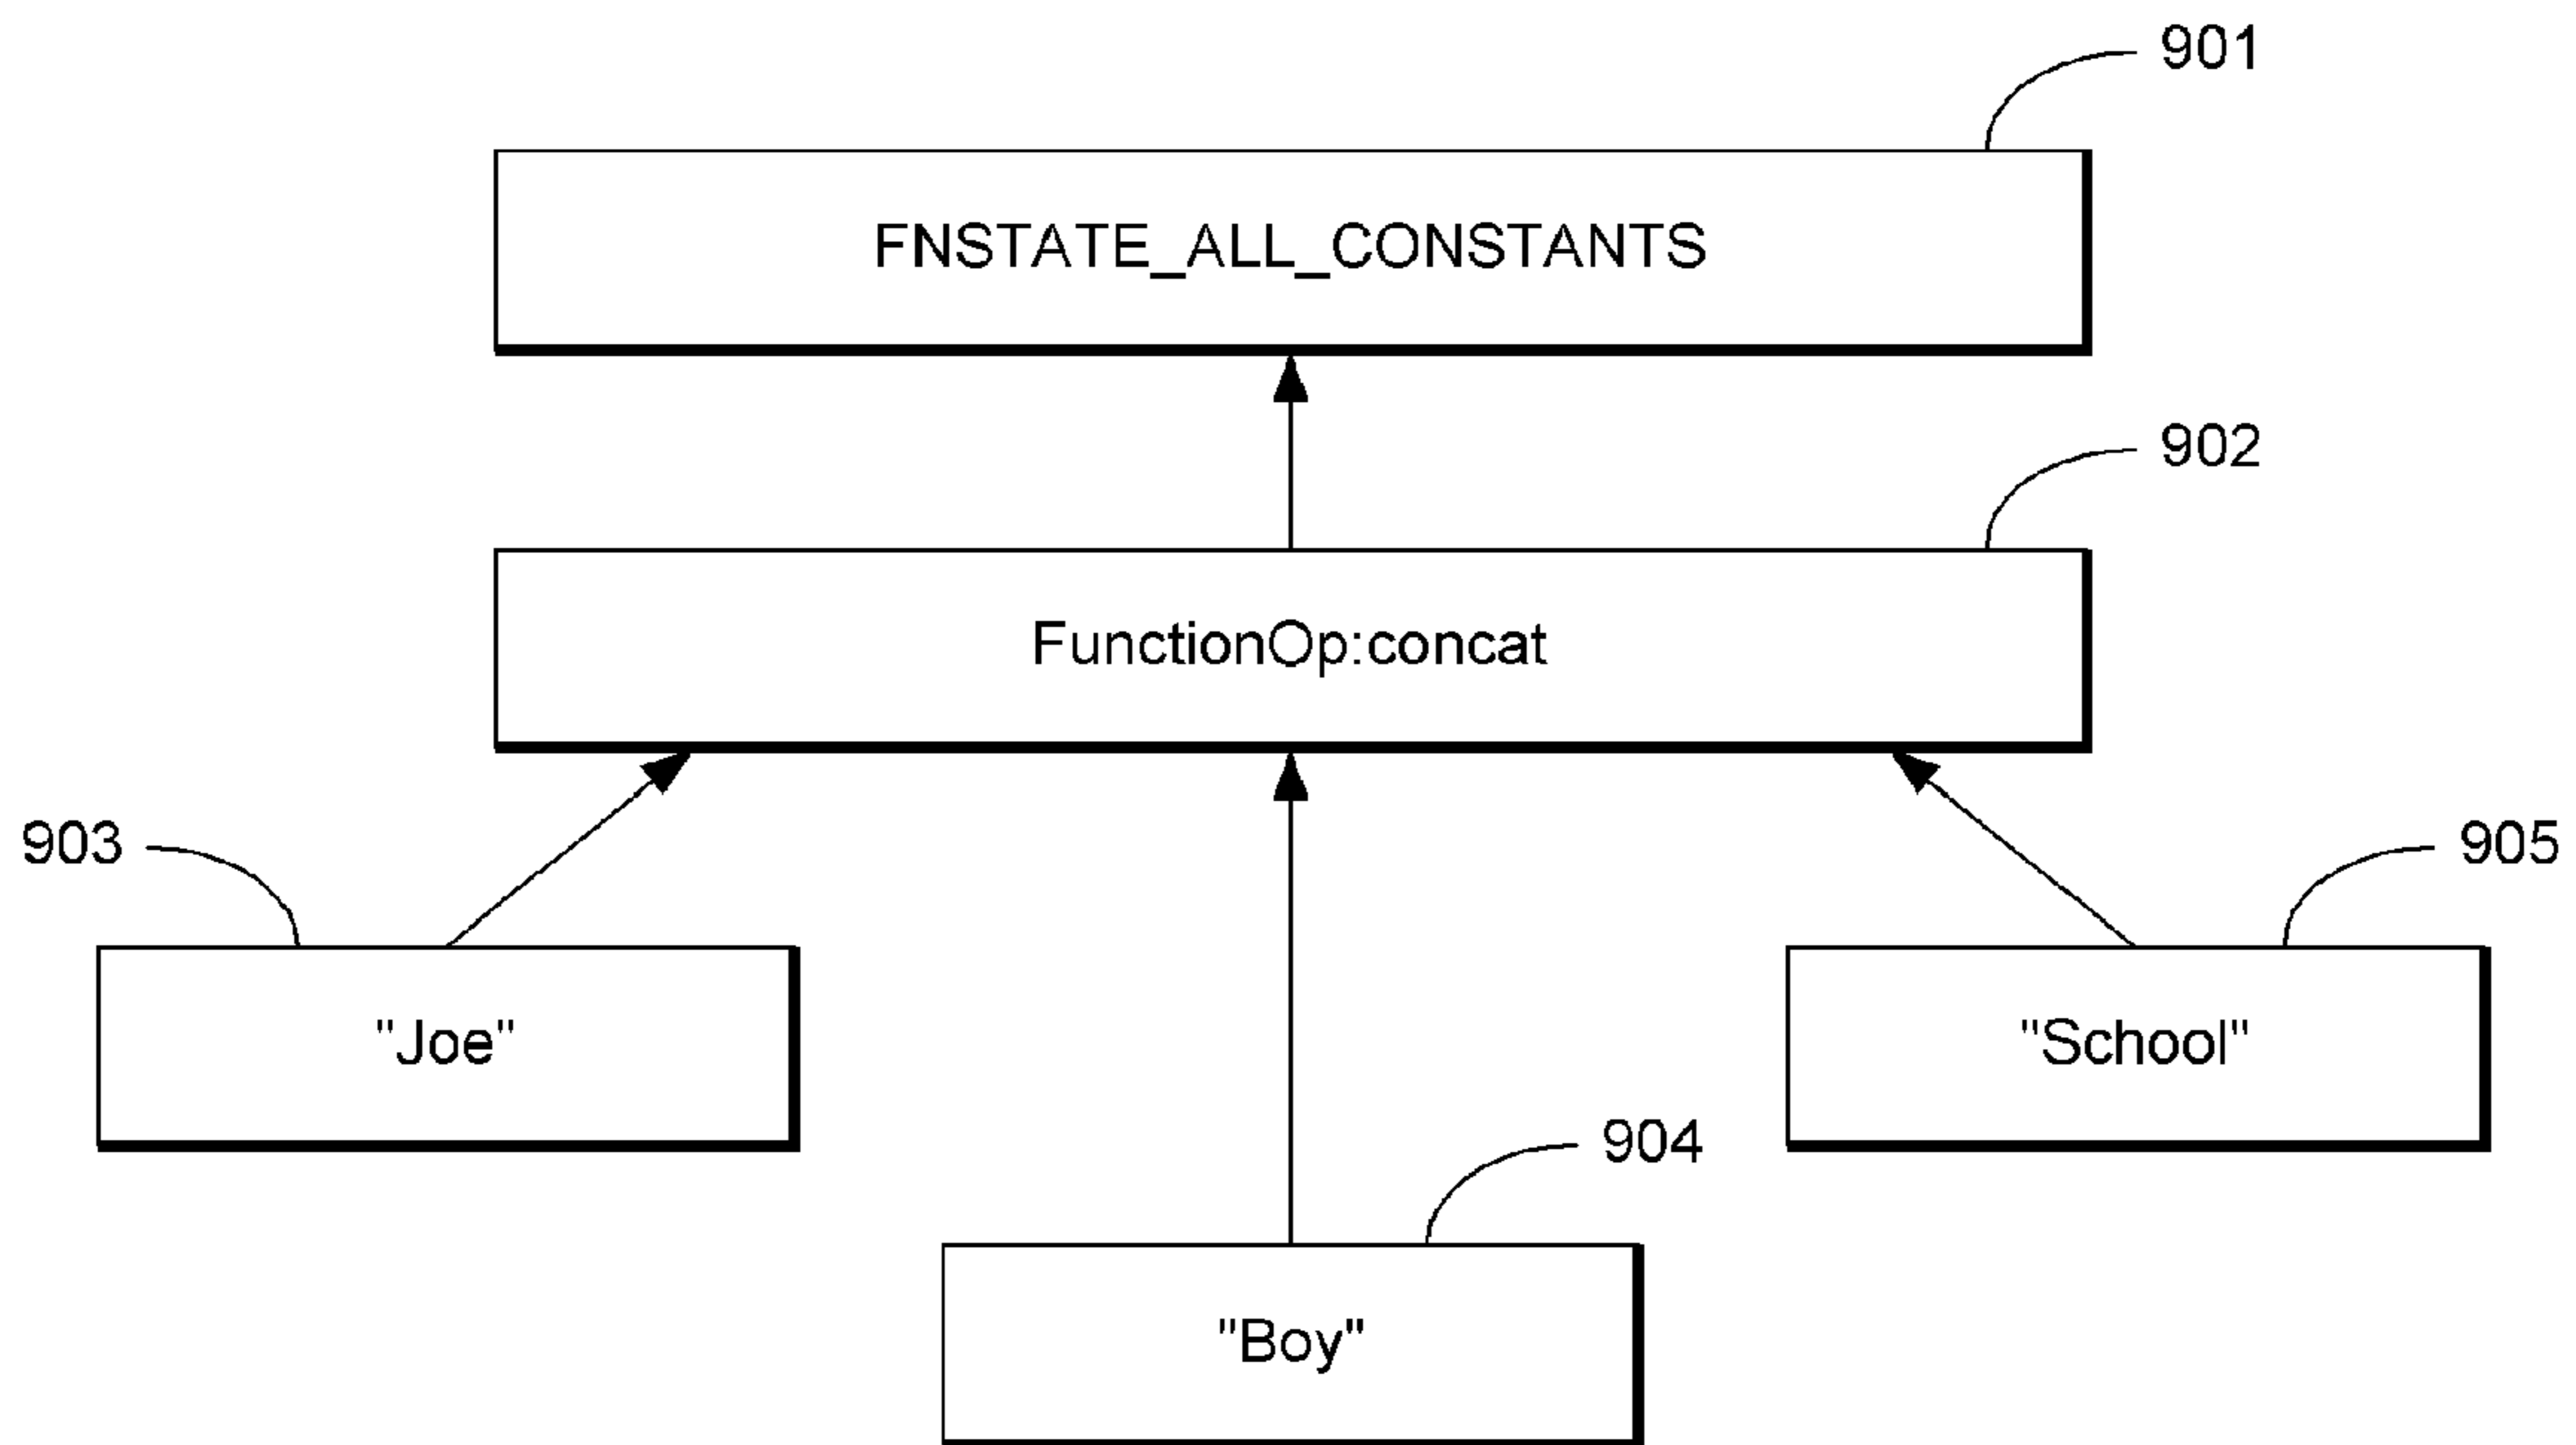 901
FNSTATE_ALL_CONSTANTS
902
FunctionOp:concat
903
905
"Joe"
"School"
904
"Boy"